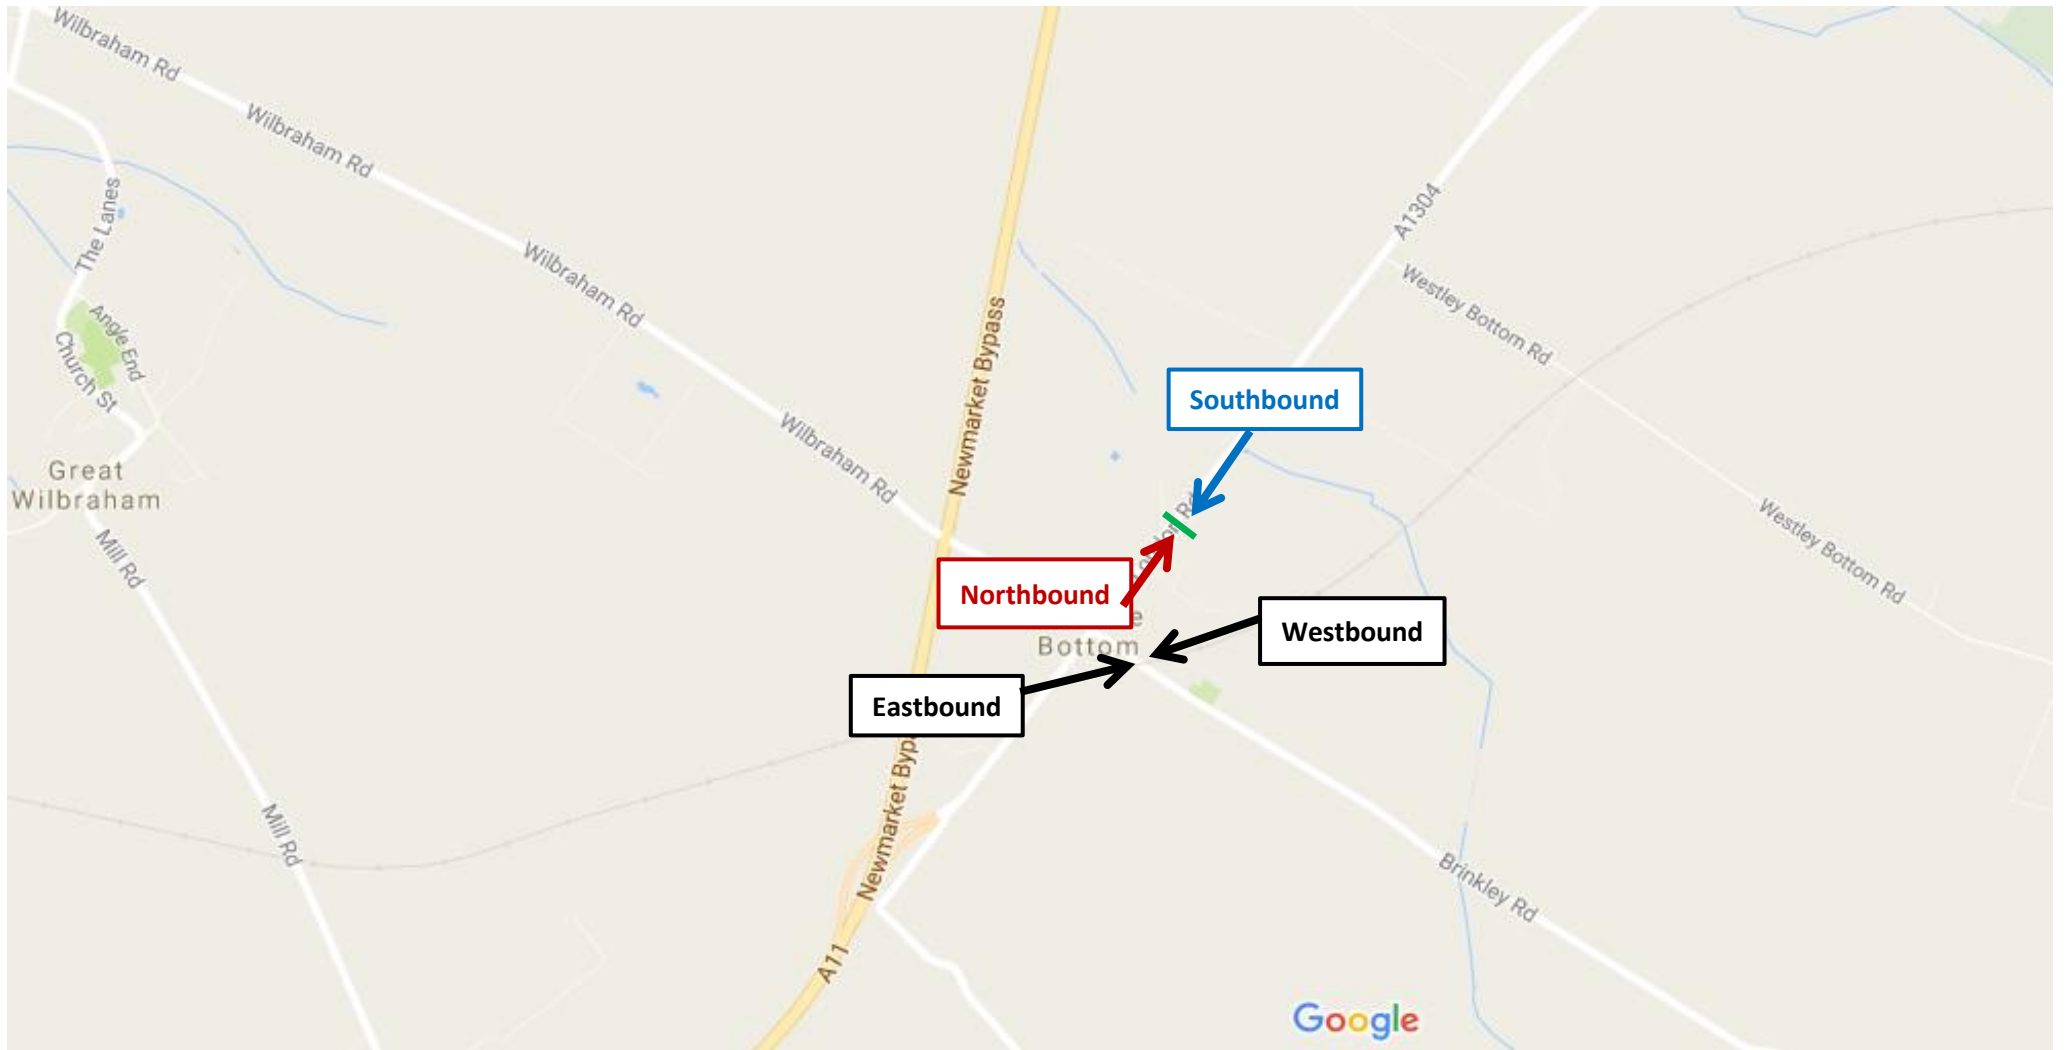 Wilbraham Rd
Wilbraham Rd
The Lanes
A1304
Wilbraham Rd
Westley Bottom Rd
Angle End
Church St
Newmarket Bypass
Southbound
Wilbraham Rd
Great
Wilbraham
Westley Bottom Rd
Mill Rd
Rd
Northbound
e
Bottom
Westbound
Eastbound
Newmarket Byp
Mill Rd
Brinkley Rd
A11
Google